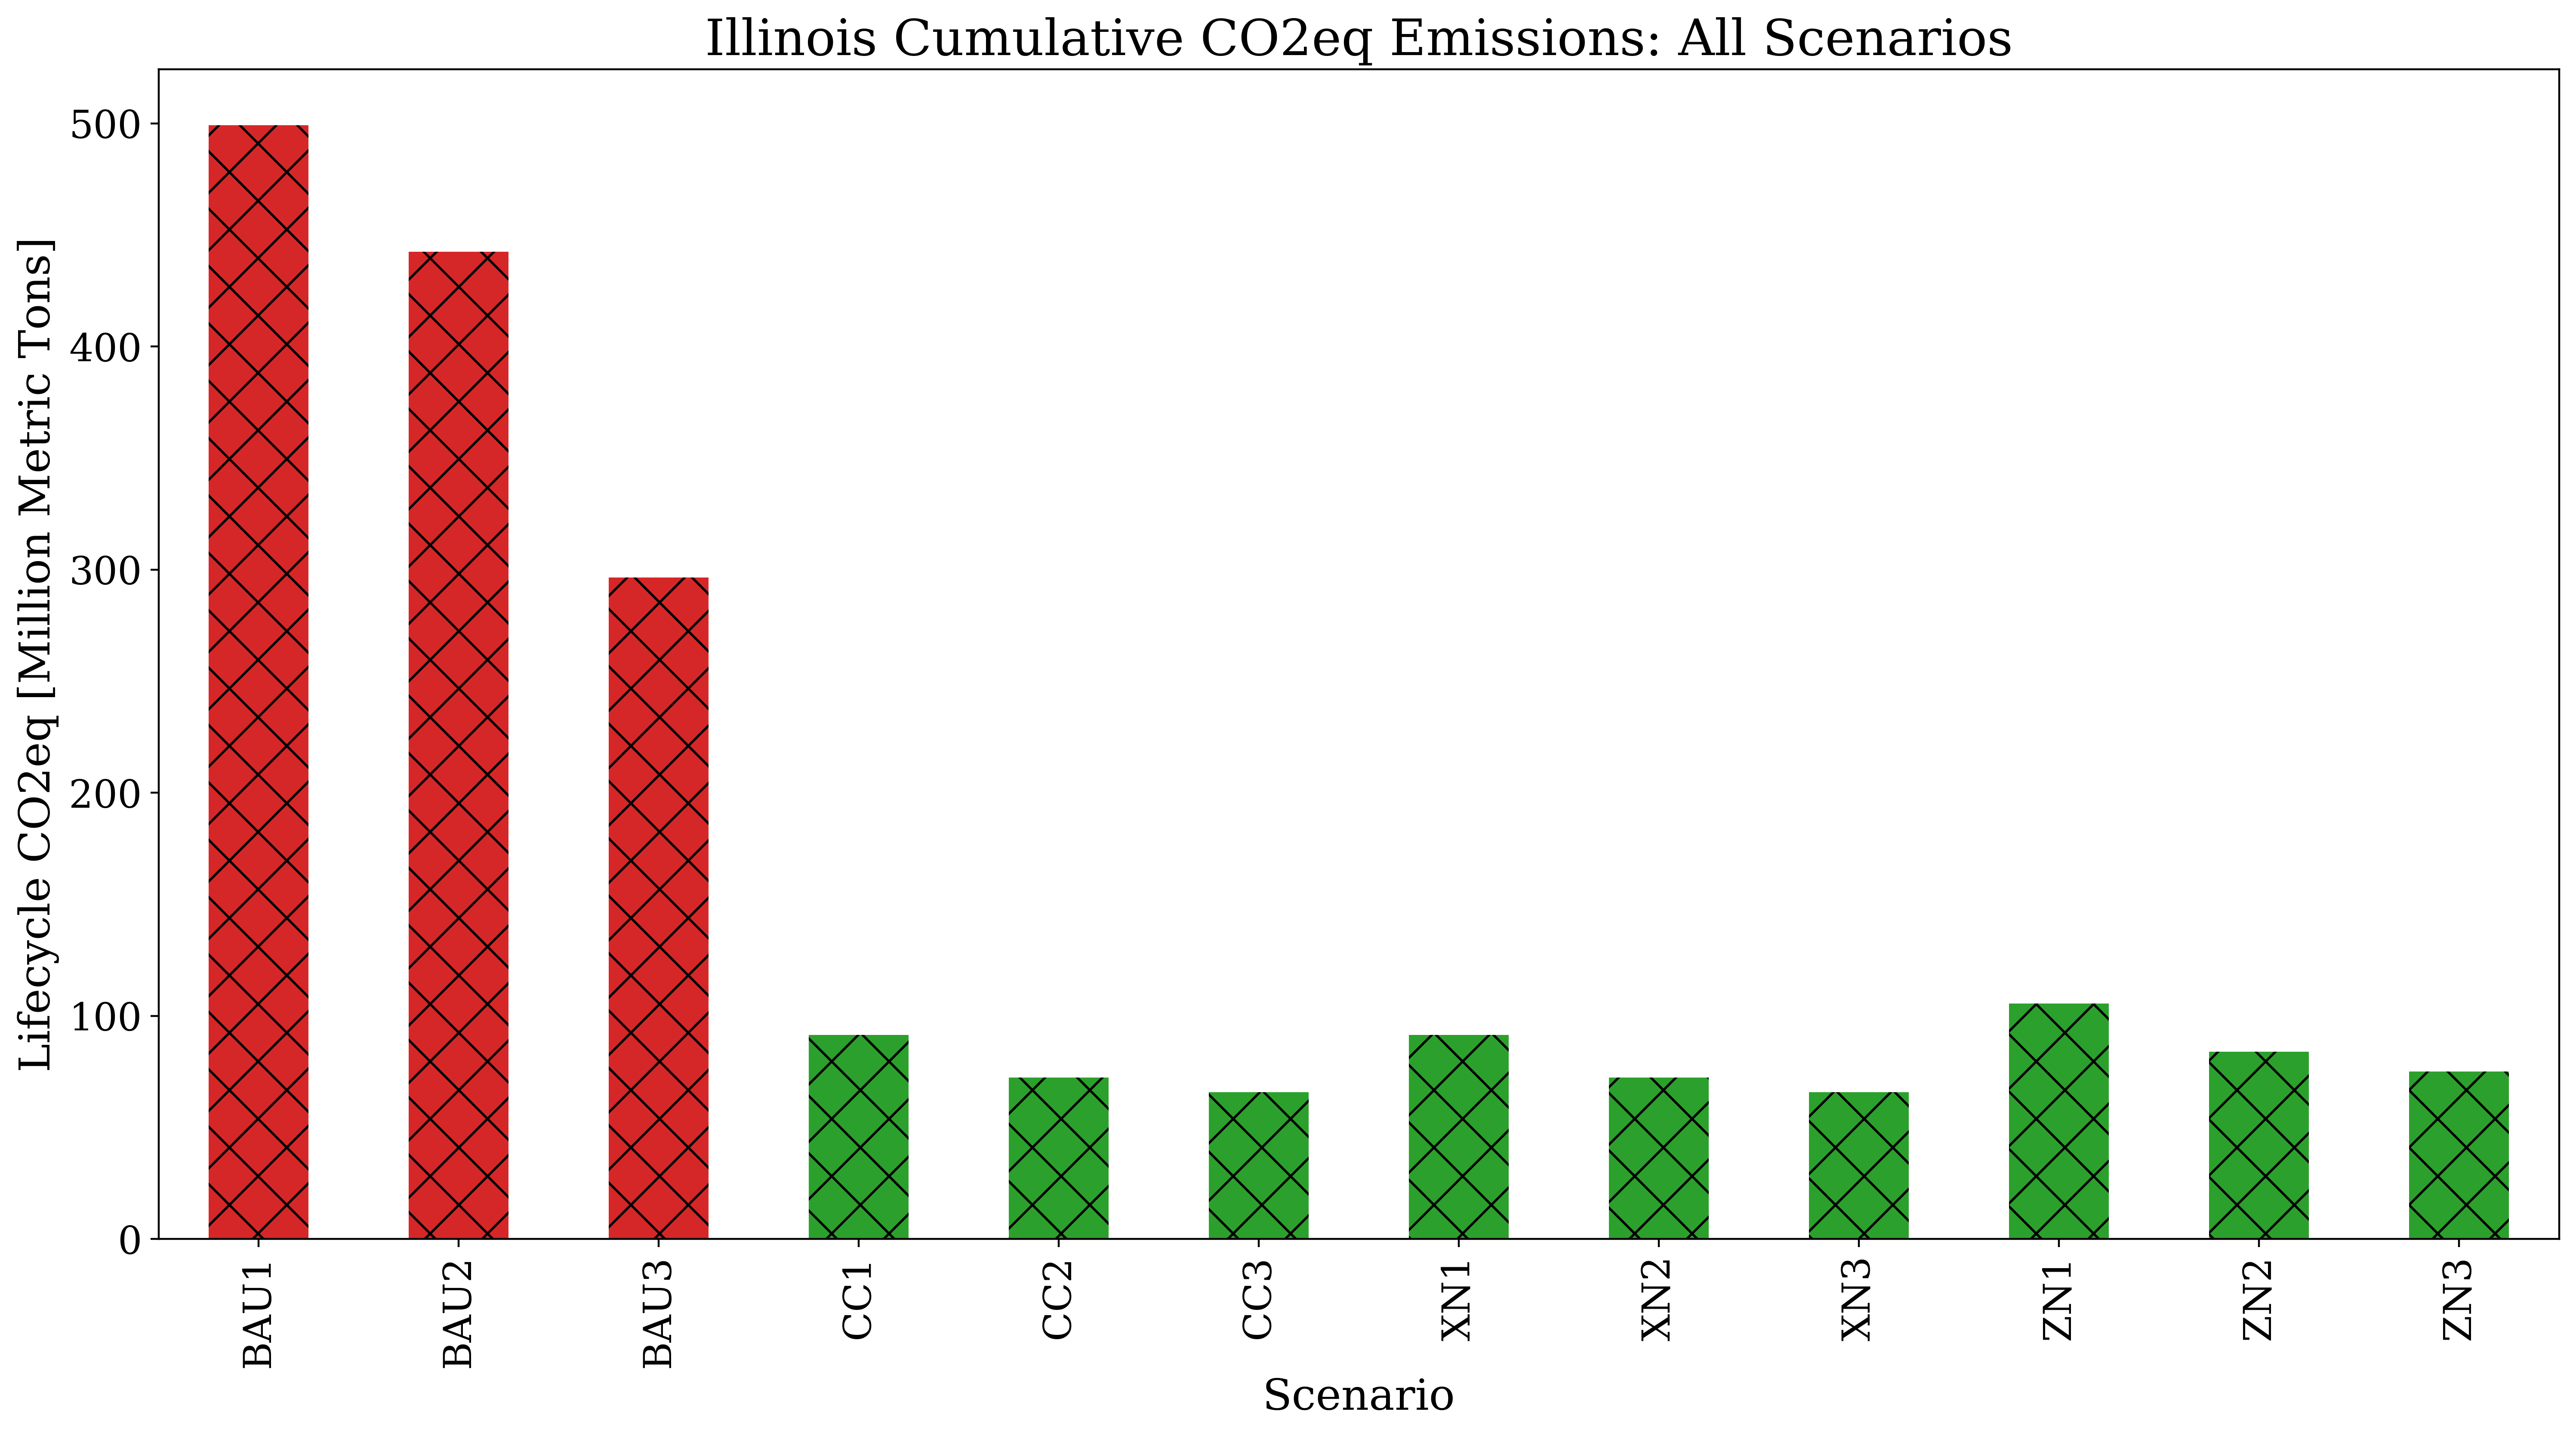 Illinois Cumulative CO2eq Emissions: All Scenarios
Lifecycle CO2eq [Million Metric Tons]
500
400
300
200
100
0
BAU1
BAU2
BAU3
CC1
CC2
CC3
XN1
XN2
XN3
ZN1
ZN2
ZN3
Scenario